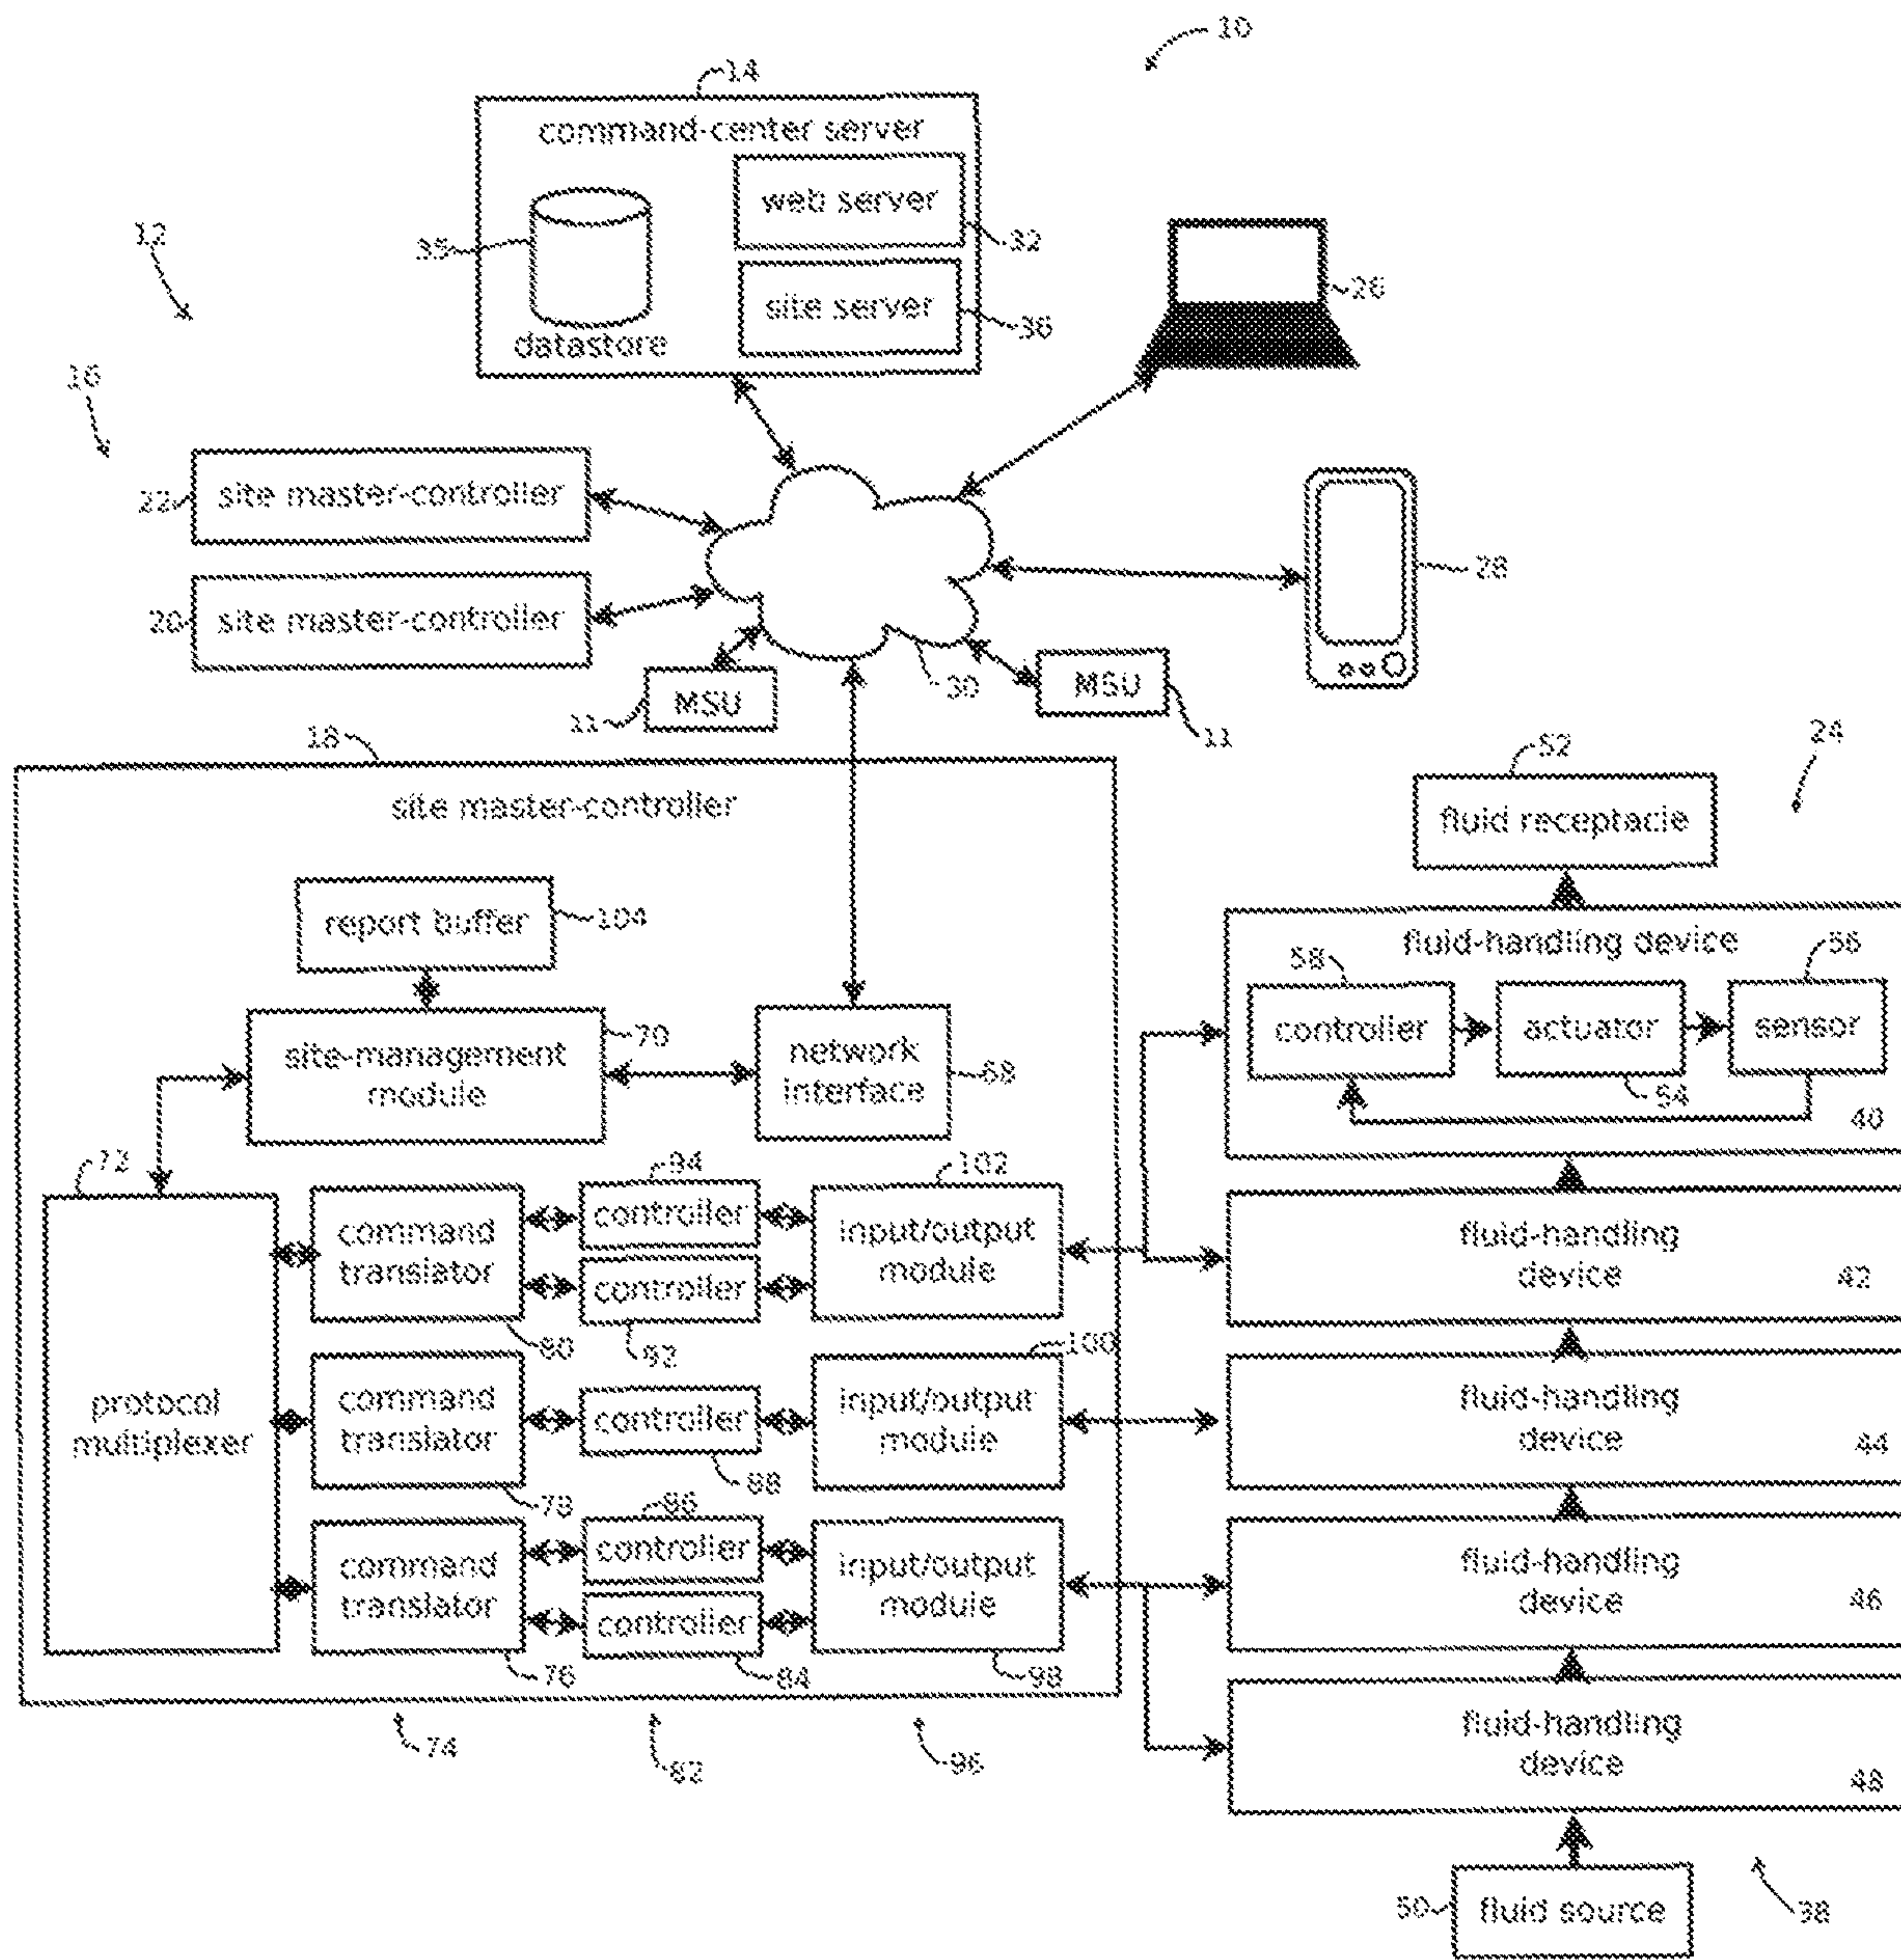 10
14
command-center server
web server
32
35
datastore
site server
36
12
16
26
22
site master-controller
20
site master-controller
28
30
11
MSU
MSU
11
18
site master-controller
24
52
fluid receptacle
report buffer
104
fluid-handling device
58
56
controller
actuator
sensor
54
40
site-management
module
70
network
interface
68
72
protocol
multiplexer
command
translator
80
94
controller
controller
92
102
input/output
module
fluid-handling
device
42
command
translator
78
controller
88
100
input/output
module
fluid-handling
device
44
command
translator
76
86
controller
controller
84
input/output
module
98
fluid-handling
device
46
74
82
96
fluid-handling
device
48
50
fluid source
38